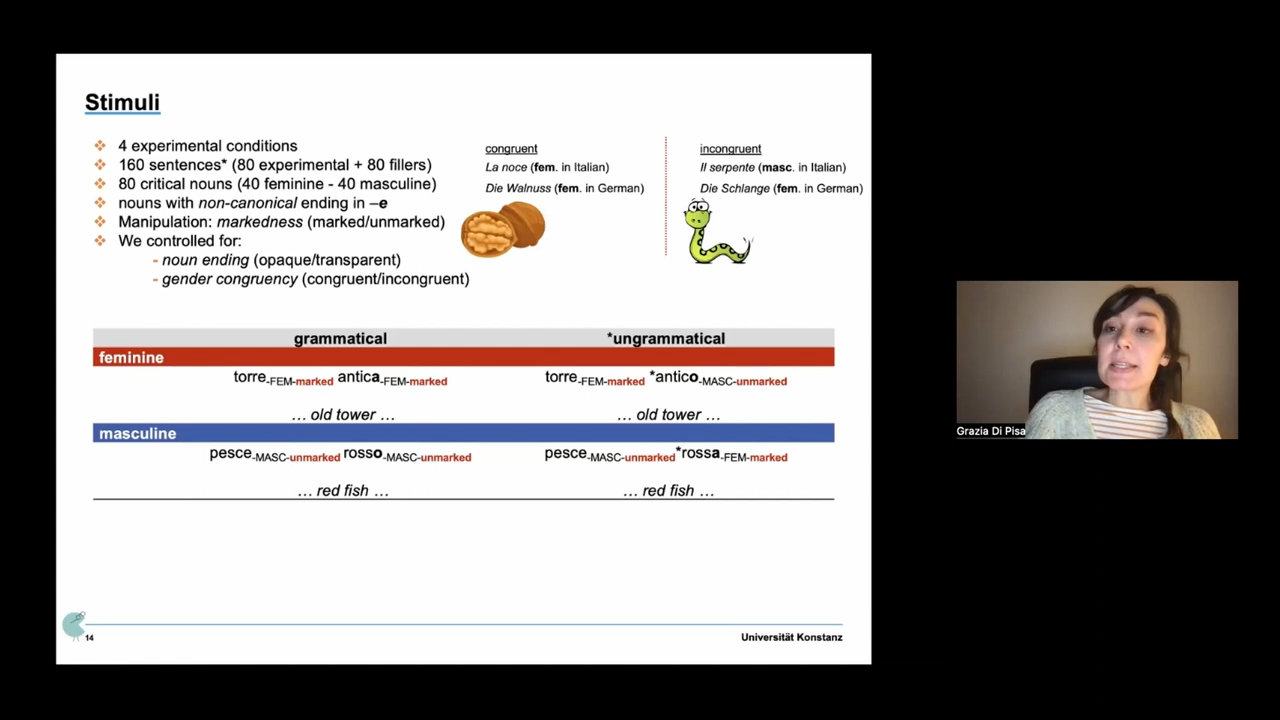 Stimuli
❖ 4 experimental conditions
❖ 160 sentences* (80 experimental + 80 fillers)
❖ 80 critical nouns (40 feminine - 40 masculine)
❖ nouns with non-canonical ending in –e
❖ Manipulation: markedness (marked/unmarked)
❖ We controlled for:
- noun ending (opaque/transparent)
- gender congruency (congruent/incongruent)
congruent
La noce (fem. in Italian)
Die Walnuss (fem. in German)
incongruent
Il serpente (masc. in Italian)
Die Schlange (fem. in German)
grammatical *ungrammatical
feminine
torre-FEM-marked antica-FEM-marked torre-FEM-marked *antico-MASC-unmarked
… old tower … … old tower …
masculine
pesce-MASC-unmarked rosso-MASC-unmarked pesce-MASC-unmarked *rossa-FEM-marked
… red fish … … red fish …
14 Universität Konstanz
Grazia Di Pisa